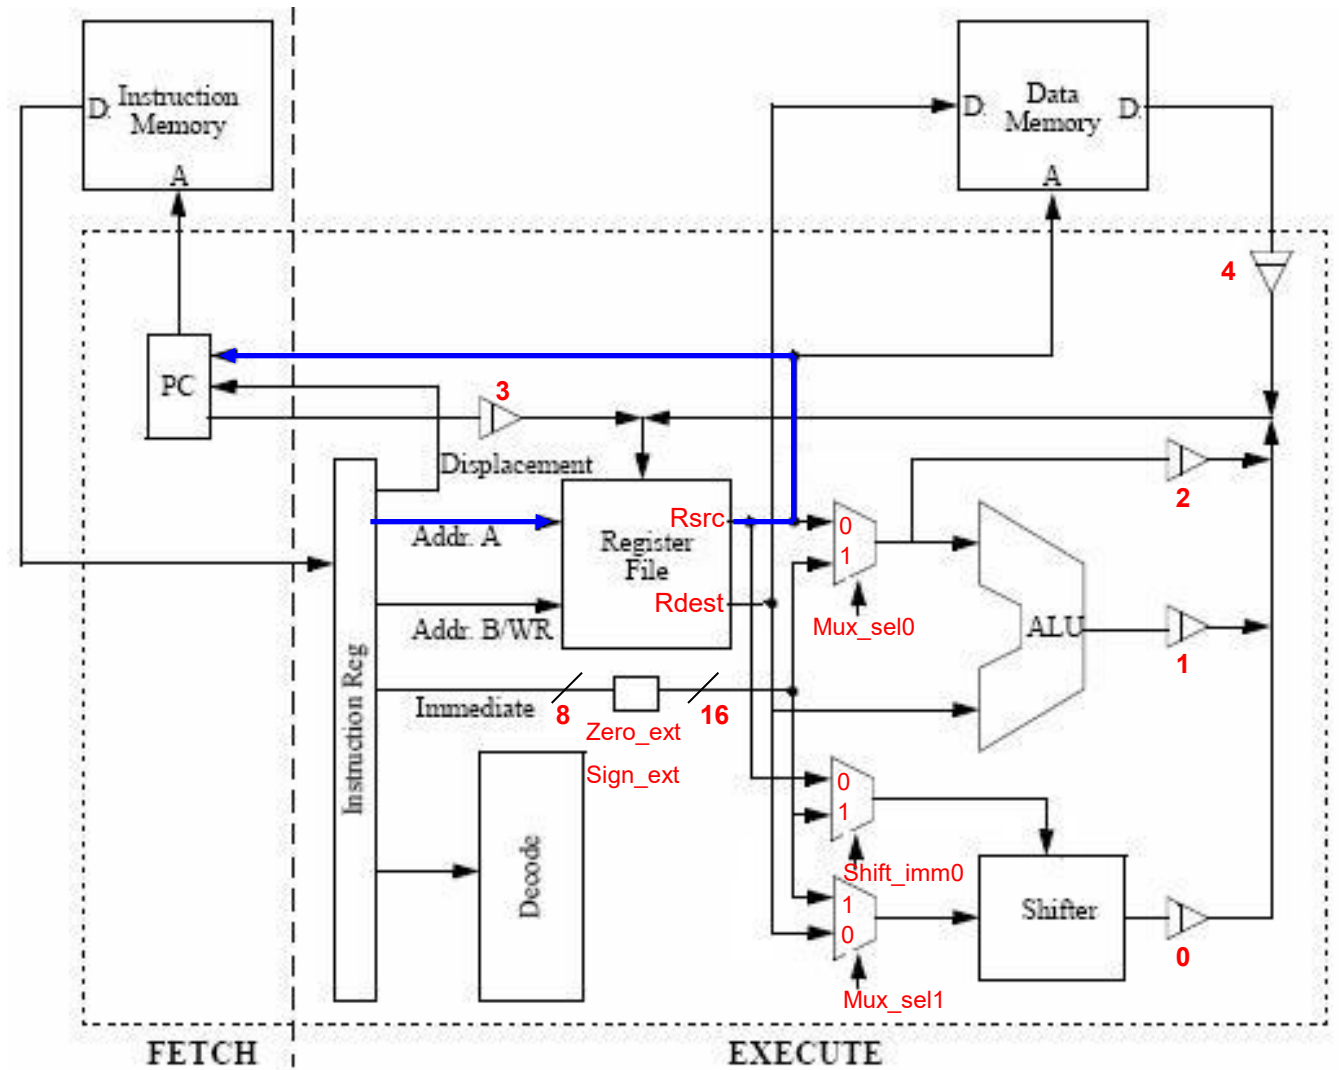 D.
Instruction
Memory
A
Data
D.
Memory
D.
A
4
PC
3
Displacement
2
Rsrc
0
Addr. A
Register
File
1
Rdest
Addr. B/WR
Mux_sel0
ALU
1
Instruction Reg
Immediate
8
16
Zero_ext
Sign_ext
0
1
Decode
Shift_imm0
1
Shifter
0
0
Mux_sel1
FETCH
EXECUTE